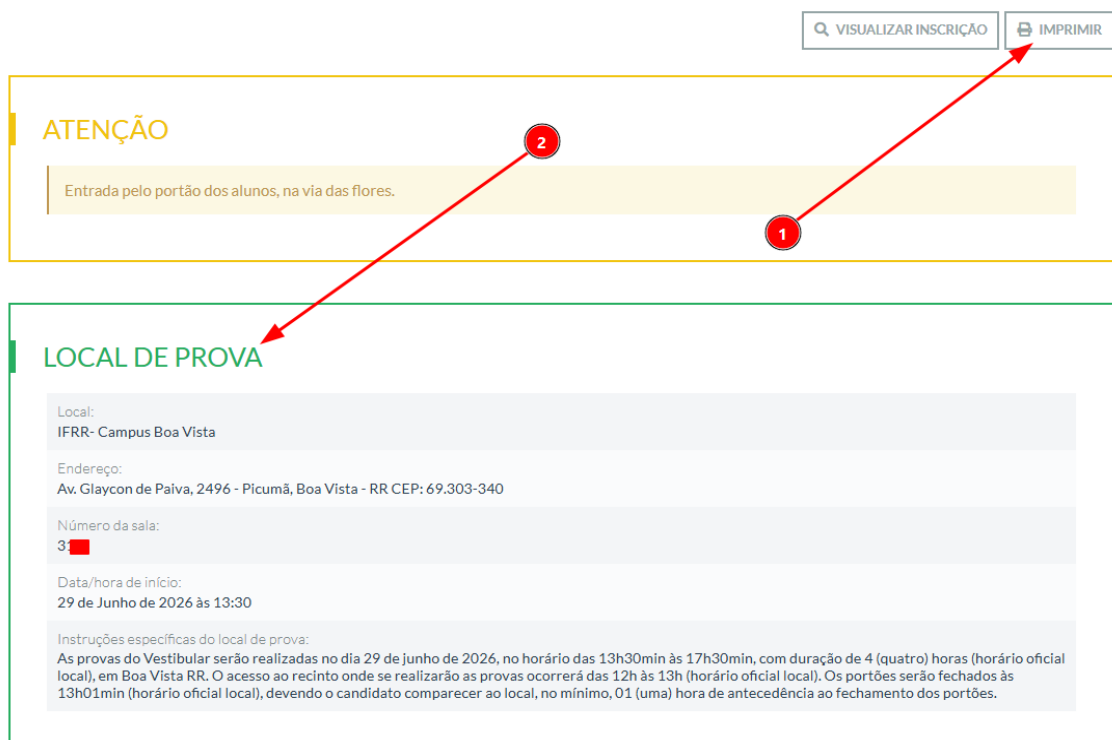 VISUALIZAR INSCRIÇÃO
IMPRIMIR
ATENÇÃO
2
Entrada pelo portão dos alunos, na via das flores.
1
LOCAL DE PROVA
Local:
IFRR- Campus Boa Vista
Endereço:
Av. Glaycon de Paiva, 2496 - Picumã, Boa Vista - RR CEP: 69.303-340
Número da sala:
31
Data/hora de início:
29 de Junho de 2026 às 13:30
Instruções específicas do local de prova:
As provas do Vestibular serão realizadas no dia 29 de junho de 2026, no horário das 13h30min às 17h30min, com duração de 4 (quatro) horas (horário oficial
local), em Boa Vista RR. O acesso ao recinto onde se realizarão as provas ocorrerá das 12h às 13h (horário oficial local). Os portões serão fechados às
13h01min (horário oficial local), devendo o candidato comparecer ao local, no mínimo, 01 (uma) hora de antecedência ao fechamento dos portões.